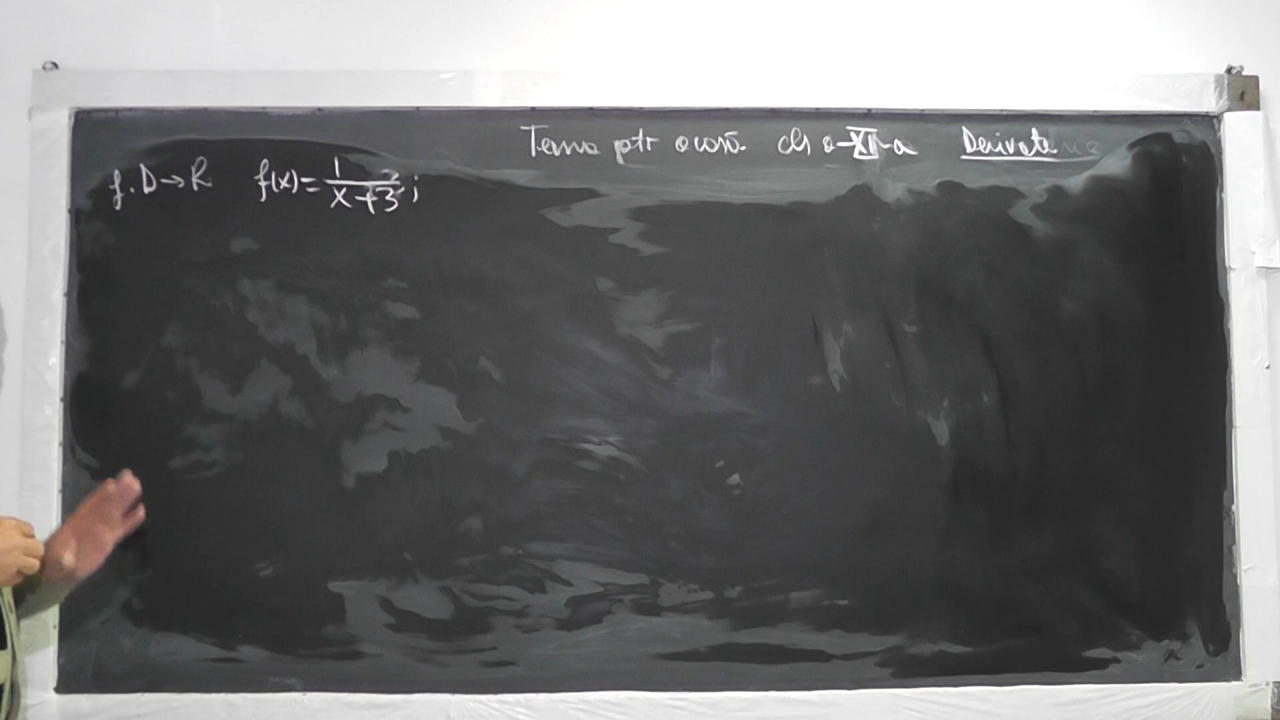 Tema ptr acasă cls a-XI-a Derivate
f: D→R f(x)=1/(x+3);